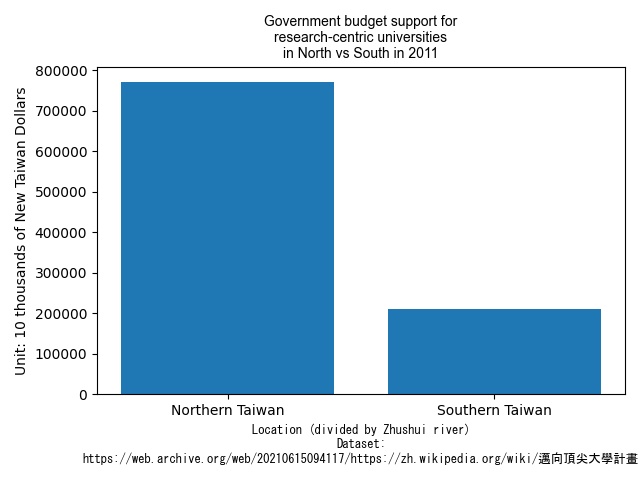 Government budget support for
research-centric universities
in North vs South in 2011
Unit: 10 thousands of New Taiwan Dollars
800000
700000
600000
500000
400000
300000
200000
100000
0
Northern Taiwan Southern Taiwan
Location (divided by Zhushui river)
Dataset:
https://web.archive.org/web/20210615094117/https://zh.wikipedia.org/wiki/邁向頂尖大學計畫